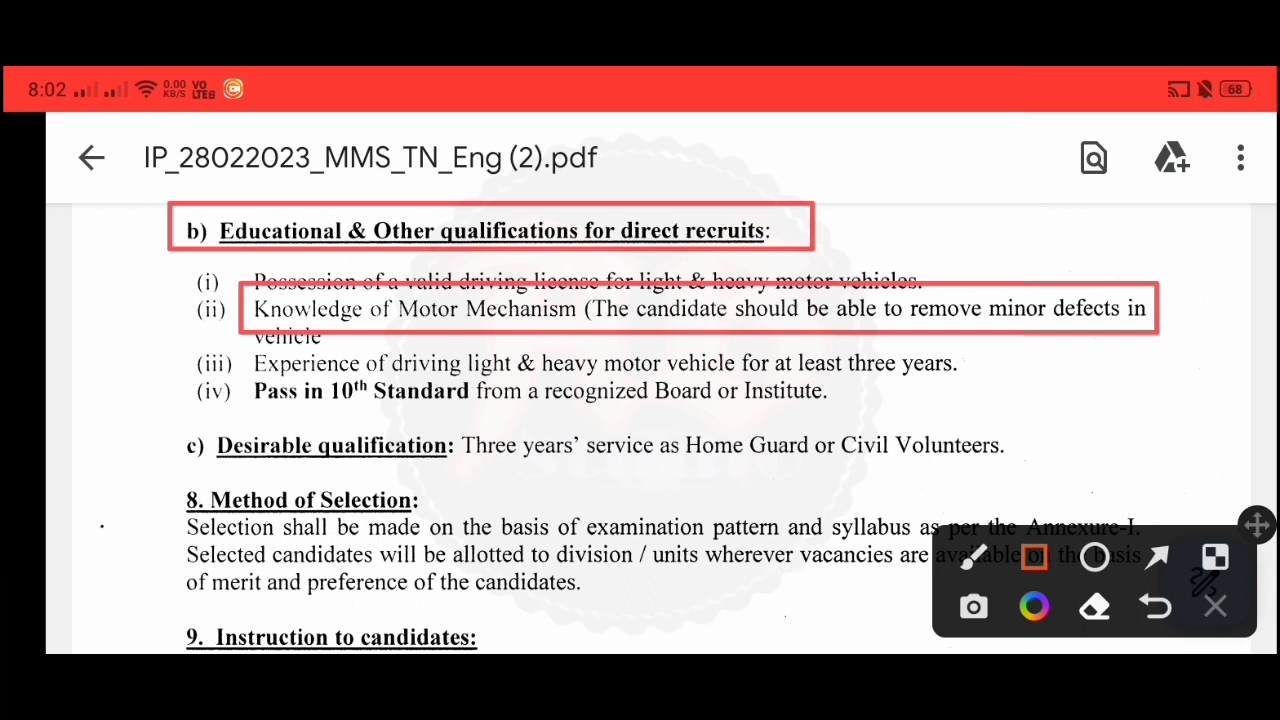 8:02 0.00 KB/S VO LTE 68
IP_28022023_MMS_TN_Eng (2).pdf
b) Educational & Other qualifications for direct recruits:
(i) Possession of a valid driving license for light & heavy motor vehicles.
(ii) Knowledge of Motor Mechanism (The candidate should be able to remove minor defects in
vehicle
(iii) Experience of driving light & heavy motor vehicle for at least three years.
(iv) Pass in 10th Standard from a recognized Board or Institute.
c) Desirable qualification: Three years' service as Home Guard or Civil Volunteers.
8. Method of Selection:
Selection shall be made on the basis of examination pattern and syllabus as per the Annexure-I.
Selected candidates will be allotted to division / units wherever vacancies are available on the basis
of merit and preference of the candidates.
9. Instruction to candidates: